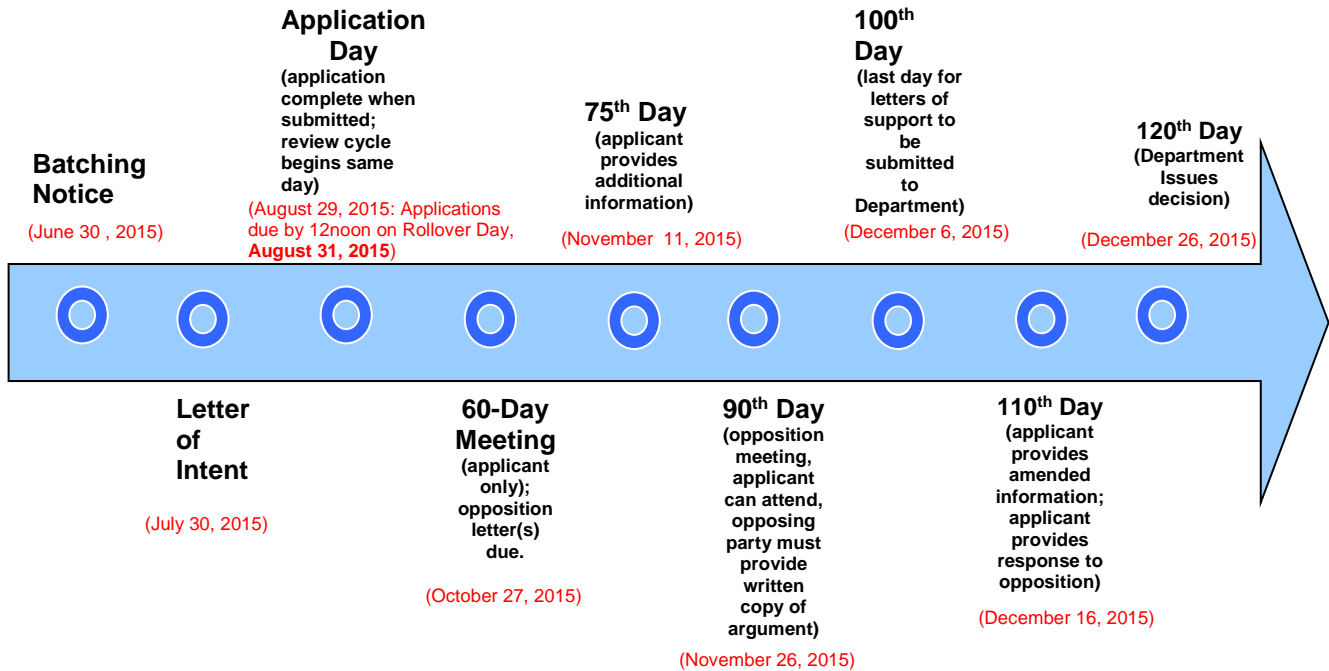 Batching
Notice
(June 30 , 2015)
Letter
of
Intent
(July 30, 2015)
Application
Day
(application
complete when
submitted;
review cycle
begins same
day)
(August 29, 2015: Applications
due by 12noon on Rollover Day,
August 31, 2015)
60-Day
Meeting
(applicant
only);
opposition
letter(s)
due.
(October 27, 2015)
75th Day
(applicant
provides
additional
information)
(November  11, 2015)
90th Day
(opposition
meeting,
applicant
can attend,
opposing
party must
provide
written
copy of
argument)
(November 26, 2015)
100th
Day
(last day for
letters of
support to
be
submitted
to
Department)
(December 6, 2015)
110th Day
(applicant
provides
amended
information;
applicant
provides
response to
opposition)
(December 16, 2015)
120th Day
(Department
Issues
decision)
(December 26, 2015)